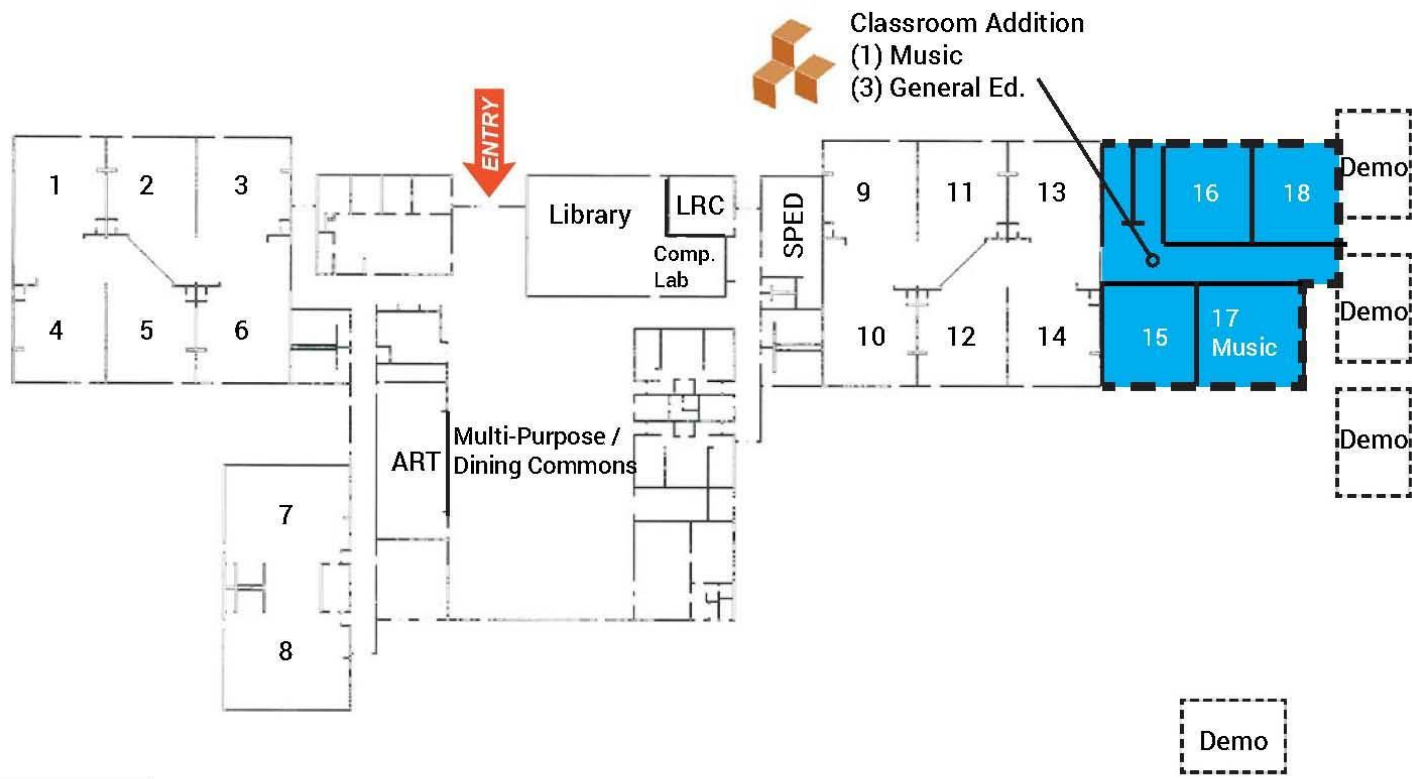 Classroom Addition
(1) Music
(3) General Ed.
ENTRY
1
2
3
Library
LRC
Comp.
Lab
SPED
9
11
13
16
18
Demo
4
5
6
10
12
14
15
17
Music
Demo
ART
Multi-Purpose /
Dining Commons
Demo
7
8
Demo